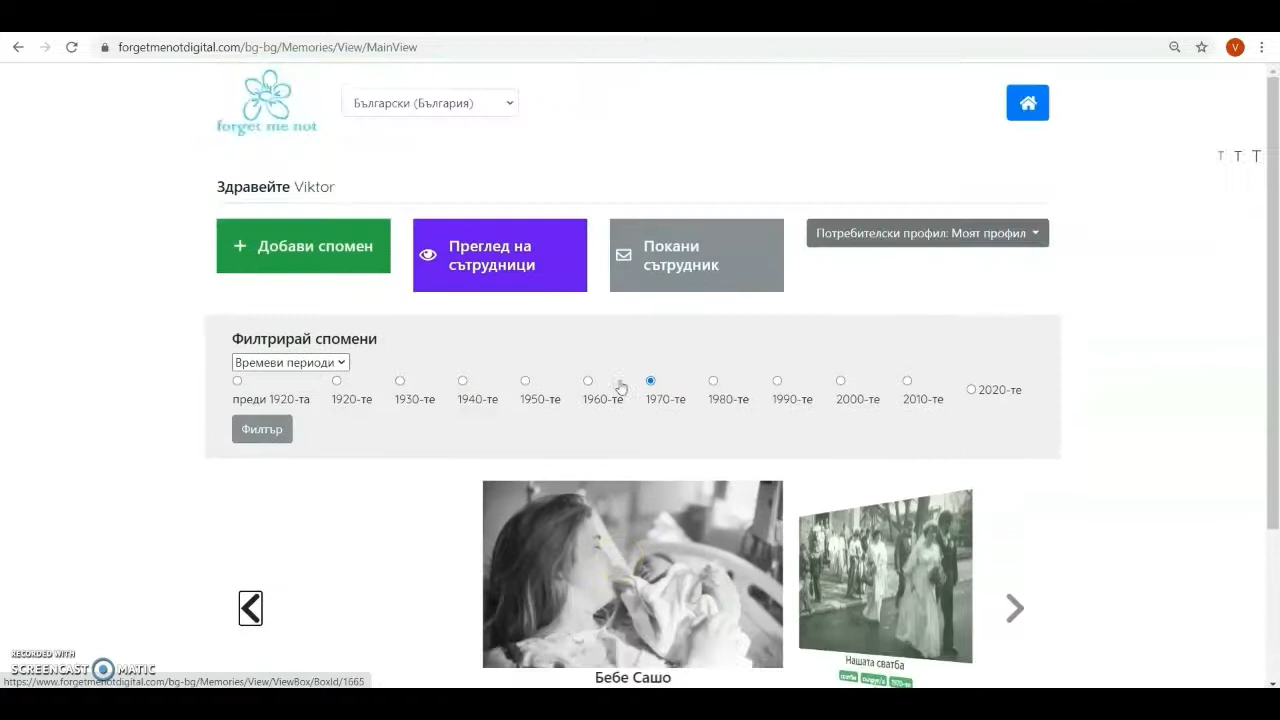 forgetmenotdigital.com/bg-bg/Memories/View/MainView
V
forget me not
Български (България)
T T T
Здравейте Viktor
Добави спомен
Преглед на
сътрудници
Покани
сътрудник
Потребителски профил: Моят профил
Филтрирай спомени
Времеви периоди
преди 1920-та 1920-те 1930-те 1940-те 1950-те 1960-те 1970-те 1980-те 1990-те 2000-те 2010-те 2020-те
Филтър
Нашата сватба
1970-те
Бебе Сашо
RECORDED WITH
SCREENCAST MATIC
https://www.forgetmenotdigital.com/bg-bg/Memories/View/ViewBox/BoxId/1665